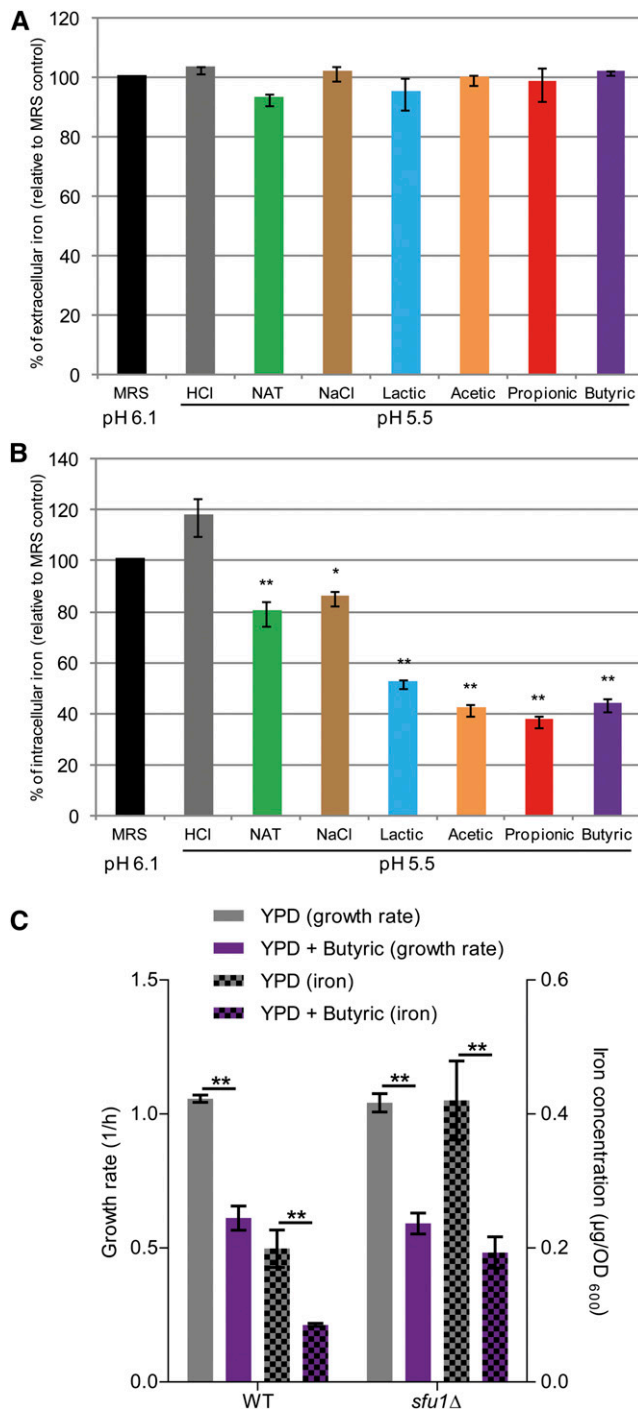 A
% of extracellular iron (relative to MRS control)
120
100
80
60
40
20
0
MRS HCl NAT NaCl Lactic Acetic Propionic Butyric
pH 6.1 pH 5.5
B
% of intracellular iron (relative to MRS control)
140
120
100
80
60
40
20
0
** * ** ** ** **
MRS HCl NAT NaCl Lactic Acetic Propionic Butyric
pH 6.1 pH 5.5
C
YPD (growth rate)
YPD + Butyric (growth rate)
YPD (iron)
YPD + Butyric (iron)
Growth rate (1/h)
1.5
1.0
0.5
0.0
** ** ** **
0.6
0.4
0.2
0.0
Iron concentration (µg/OD 600)
WT sfu1Δ